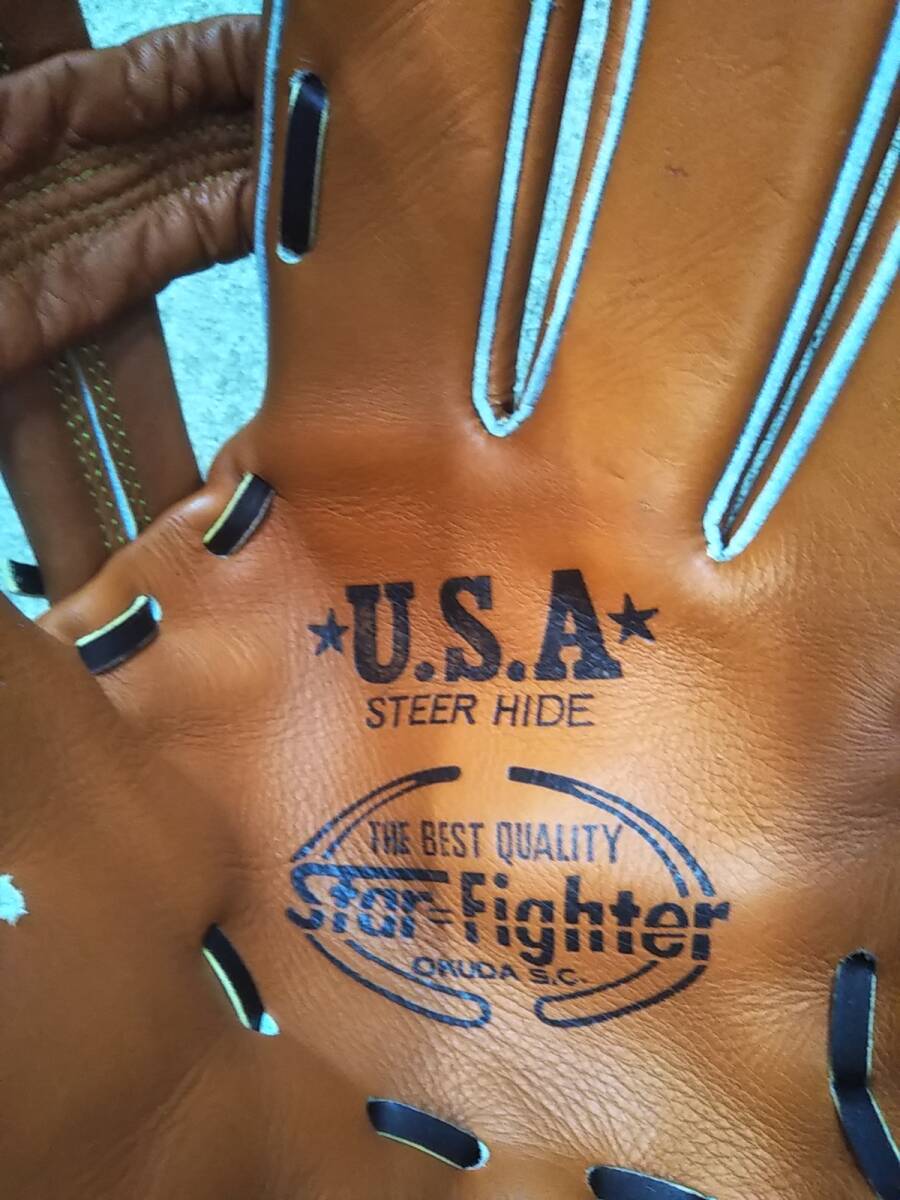 ★U.S.A★
STEER HIDE
THE BEST QUALITY
Star-Fighter
OKUDA S.C.